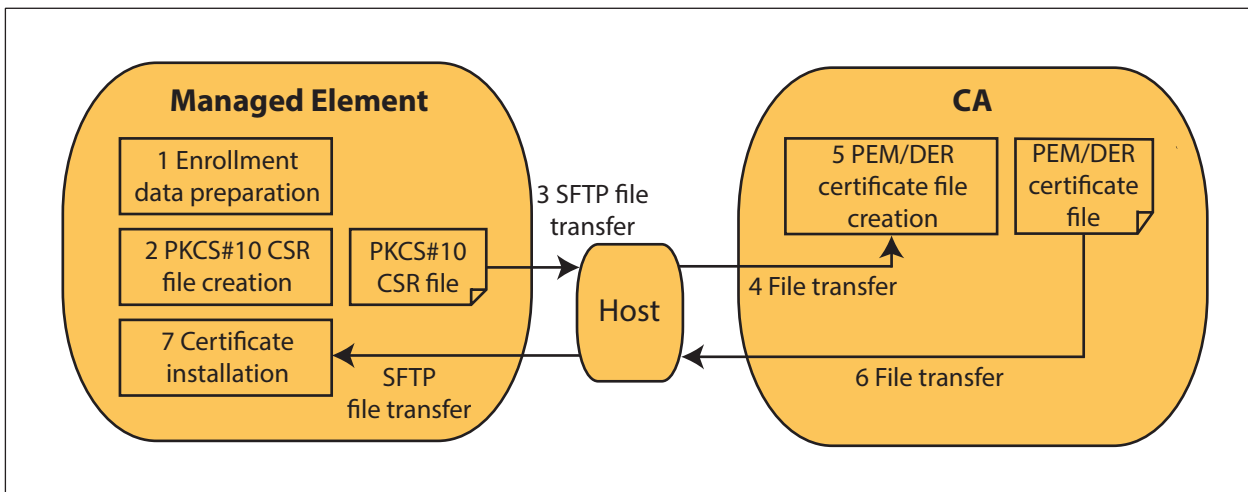 Managed Element
1 Enrollment
data preparation
2 PKCS#10 CSR
file creation
PKCS#10
CSR file
7 Certificate
installation
3 SFTP file
transfer
SFTP
file transfer
Host
CA
5 PEM/DER
certificate file
creation
PEM/DER
certificate
file
4 File transfer
6 File transfer